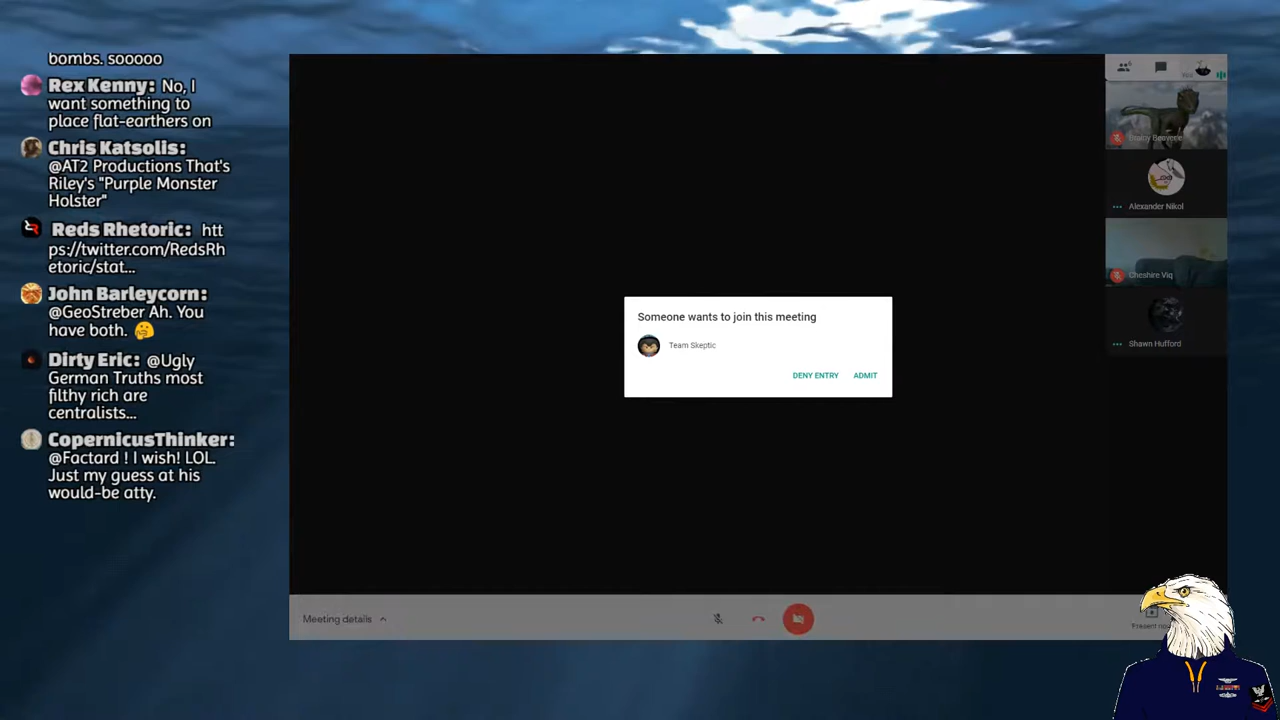 bombs. sooooo
Rex Kenny: No, I
want something to
place flat-earthers on
Chris Katsolis:
@AT2 Productions That's
Riley's "Purple Monster
Holster"
Reds Rhetoric: htt
ps://twitter.com/RedsRh
etoric/stat...
John Barleycorn:
@GeoStreber Ah. You
have both. 🤔
Dirty Eric: @Ugly
German Truths most
filthy rich are
centralists...
CopernicusThinker:
@Factard ! I wish! LOL.
Just my guess at his
would-be atty.
Someone wants to join this meeting
Team Skeptic
DENY ENTRY ADMIT
You
Alexander Nikol
Cheshire Viq
Shawn Hufford
Meeting details
Present now